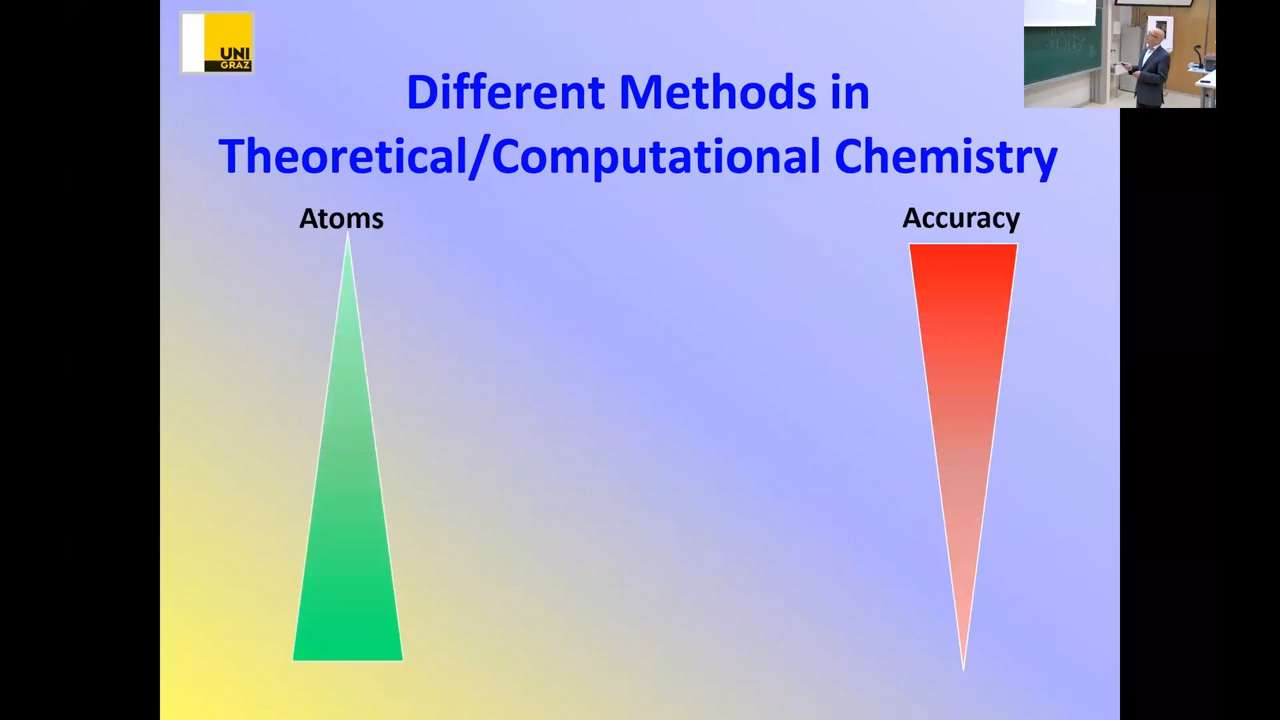 UNI
GRAZ
Different Methods in
Theoretical/Computational Chemistry
Atoms
Accuracy